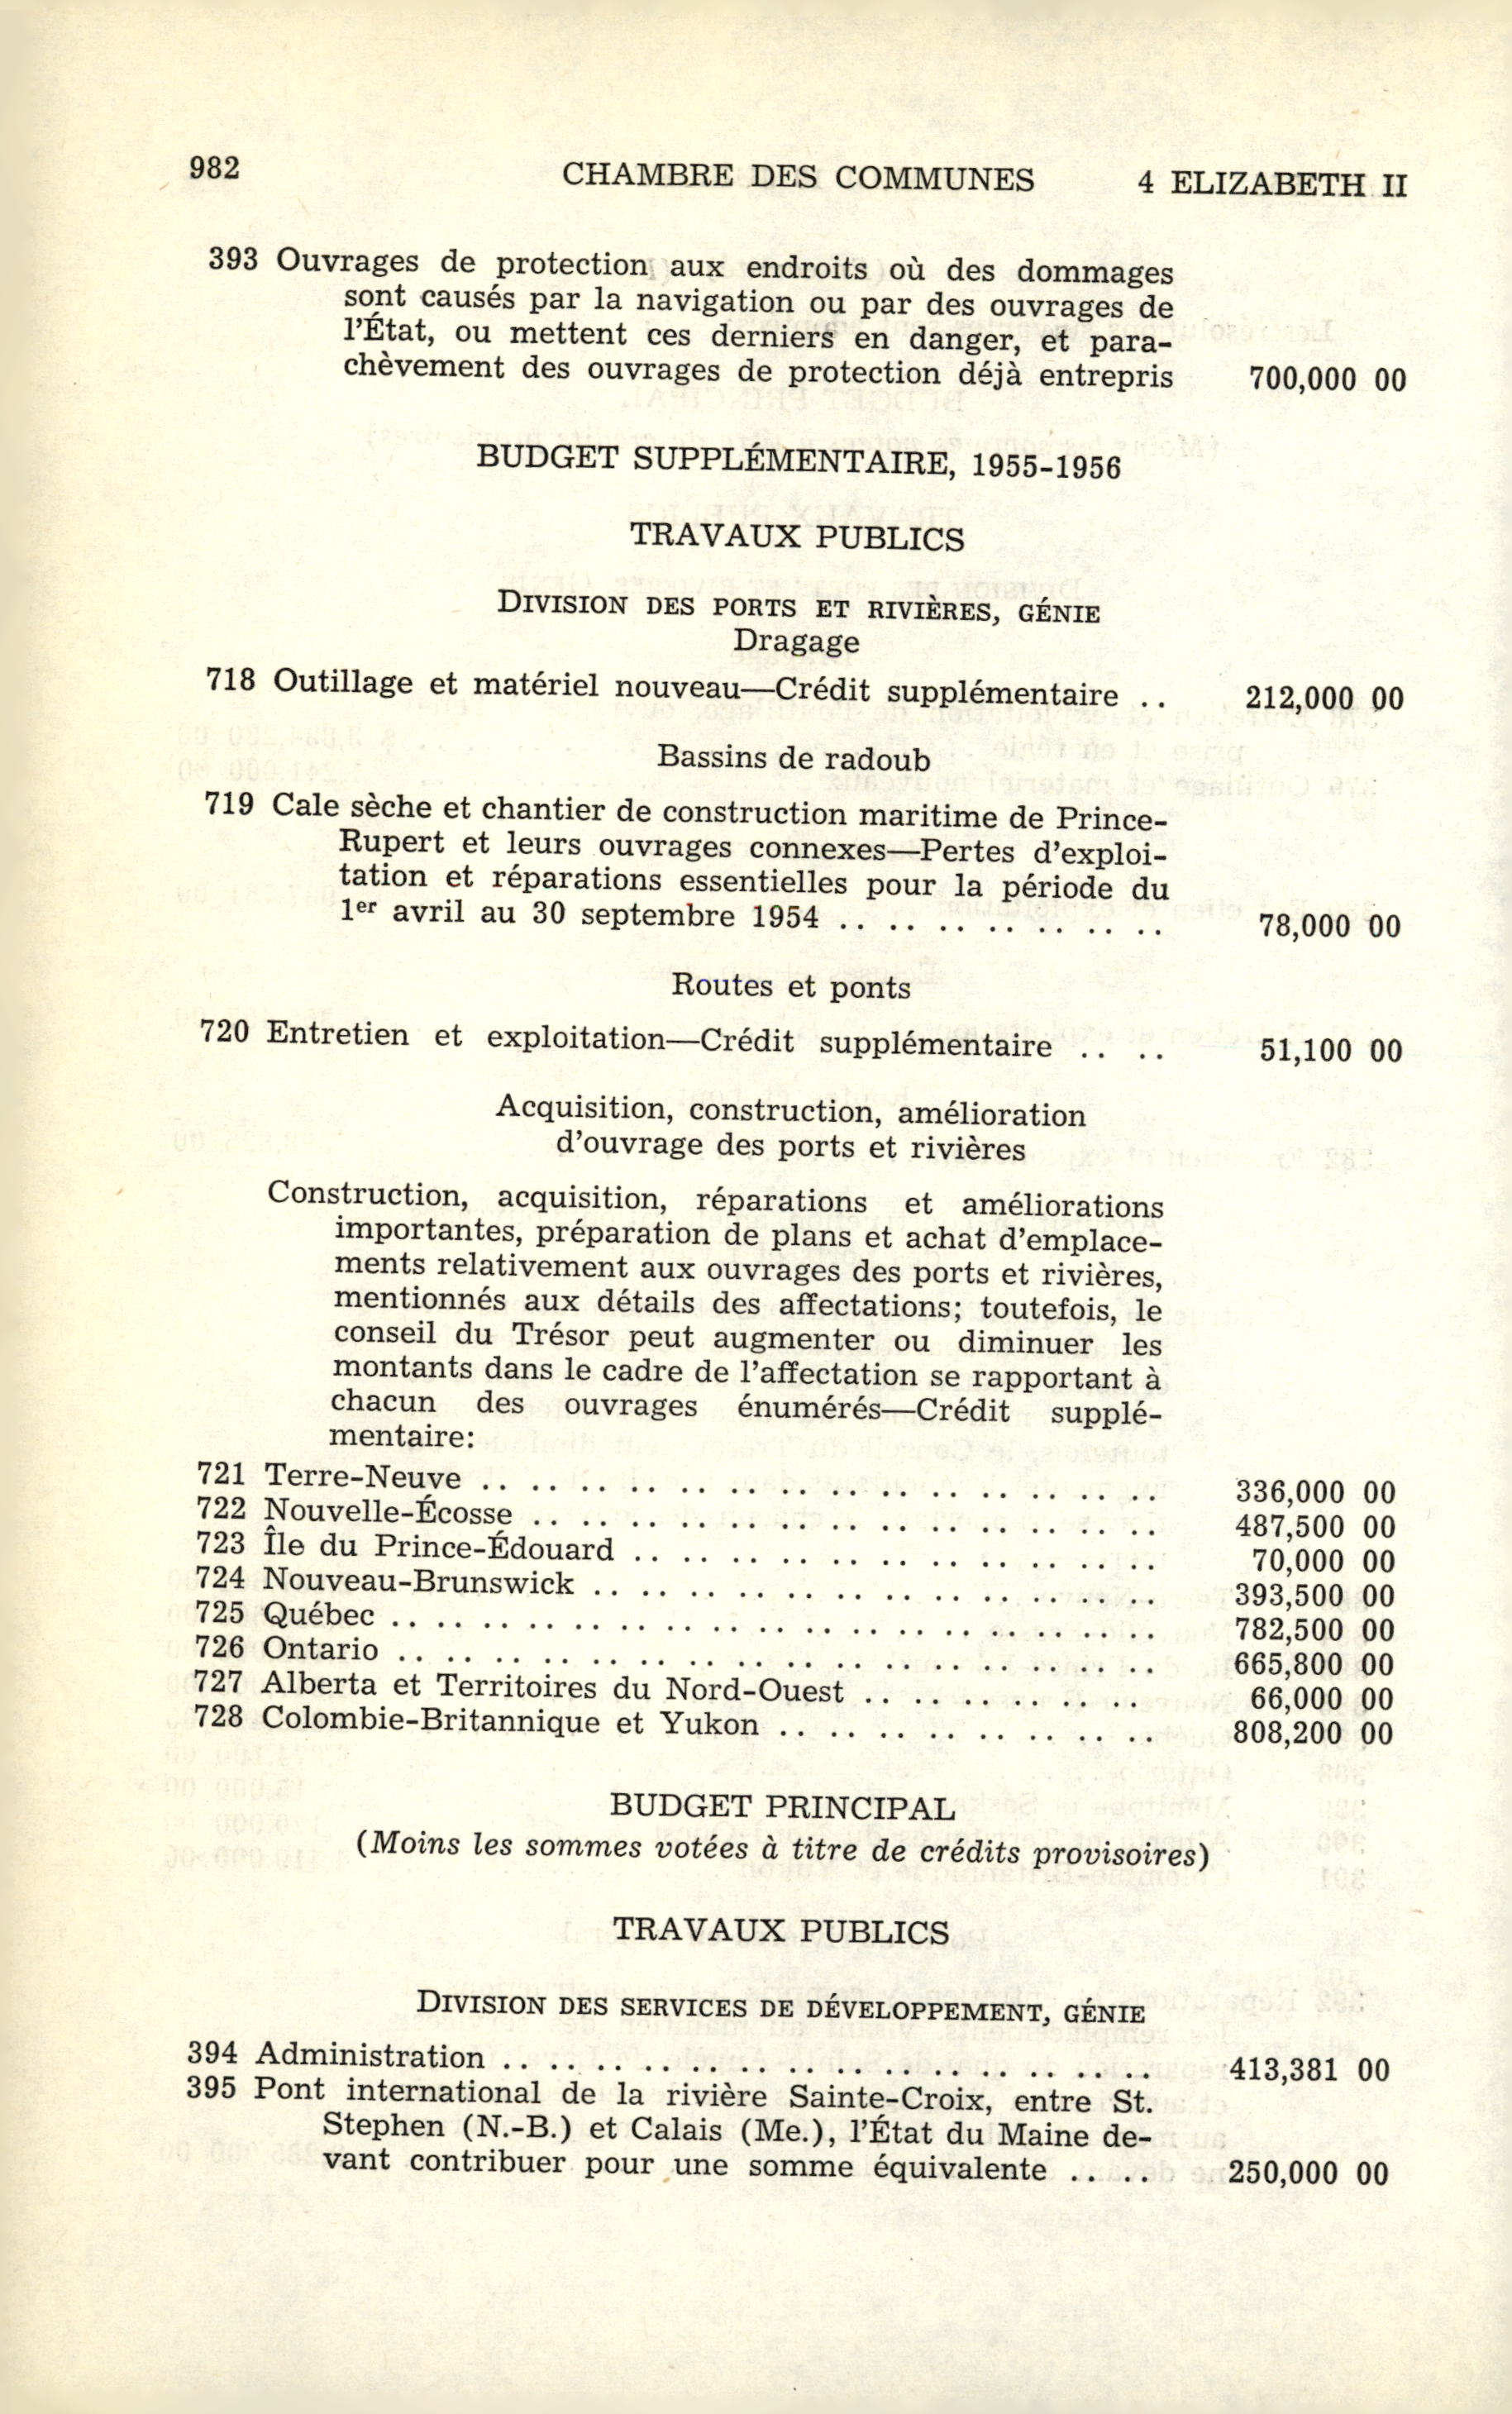 982 CHAMBRE DES COMMUNES 4 ELIZABETH II
393 Ouvrages de protection aux endroits où des dommages
sont causés par la navigation ou par des ouvrages de
l'État, ou mettent ces derniers en danger, et para-
chèvement des ouvrages de protection déjà entrepris 700,000 00
BUDGET SUPPLÉMENTAIRE, 1955-1956
TRAVAUX PUBLICS
DIVISION DES PORTS ET RIVIÈRES, GÉNIE
Dragage
718 Outillage et matériel nouveau—Crédit supplémentaire .. 212,000 00
Bassins de radoub
719 Cale sèche et chantier de construction maritime de Prince-
Rupert et leurs ouvrages connexes—Pertes d'exploi-
tation et réparations essentielles pour la période du
1er avril au 30 septembre 1954 .. .. .. .. .. .. .. 78,000 00
Routes et ponts
720 Entretien et exploitation—Crédit supplémentaire .. .. 51,100 00
Acquisition, construction, amélioration
d'ouvrage des ports et rivières
Construction, acquisition, réparations et améliorations
importantes, préparation de plans et achat d'emplace-
ments relativement aux ouvrages des ports et rivières,
mentionnés aux détails des affectations; toutefois, le
conseil du Trésor peut augmenter ou diminuer les
montants dans le cadre de l'affectation se rapportant à
chacun des ouvrages énumérés—Crédit supplé-
mentaire:
721 Terre-Neuve .. .. .. .. .. .. .. .. .. .. .. .. .. .. 336,000 00
722 Nouvelle-Écosse .. .. .. .. .. .. .. .. .. .. .. .. .. 487,500 00
723 Île du Prince-Édouard .. .. .. .. .. .. .. .. .. .. .. 70,000 00
724 Nouveau-Brunswick .. .. .. .. .. .. .. .. .. .. .. .. 393,500 00
725 Québec .. .. .. .. .. .. .. .. .. .. .. .. .. .. .. .. .. 782,500 00
726 Ontario .. .. .. .. .. .. .. .. .. .. .. .. .. .. .. .. 665,800 00
727 Alberta et Territoires du Nord-Ouest .. .. .. .. .. .. 66,000 00
728 Colombie-Britannique et Yukon .. .. .. .. .. .. .. .. 808,200 00
BUDGET PRINCIPAL
(Moins les sommes votées à titre de crédits provisoires)
TRAVAUX PUBLICS
DIVISION DES SERVICES DE DÉVELOPPEMENT, GÉNIE
394 Administration .. .. .. .. .. .. .. .. .. .. .. .. .. .. 413,381 00
395 Pont international de la rivière Sainte-Croix, entre St.
Stephen (N.-B.) et Calais (Me.), l'État du Maine de-
vant contribuer pour une somme équivalente .. .. 250,000 00